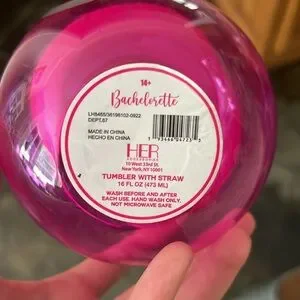 14+
Bachelorette
LH8465/36198102-0922
DEPT.67
MADE IN CHINA
HECHO EN CHINA
HER
ACCESSORIES
10 West 33rd St.
New York, NY 10001
TUMBLER WITH STRAW
16 FL OZ (473 ML)
WASH BEFORE AND AFTER
EACH USE. HAND WASH ONLY.
NOT MICROWAVE SAFE